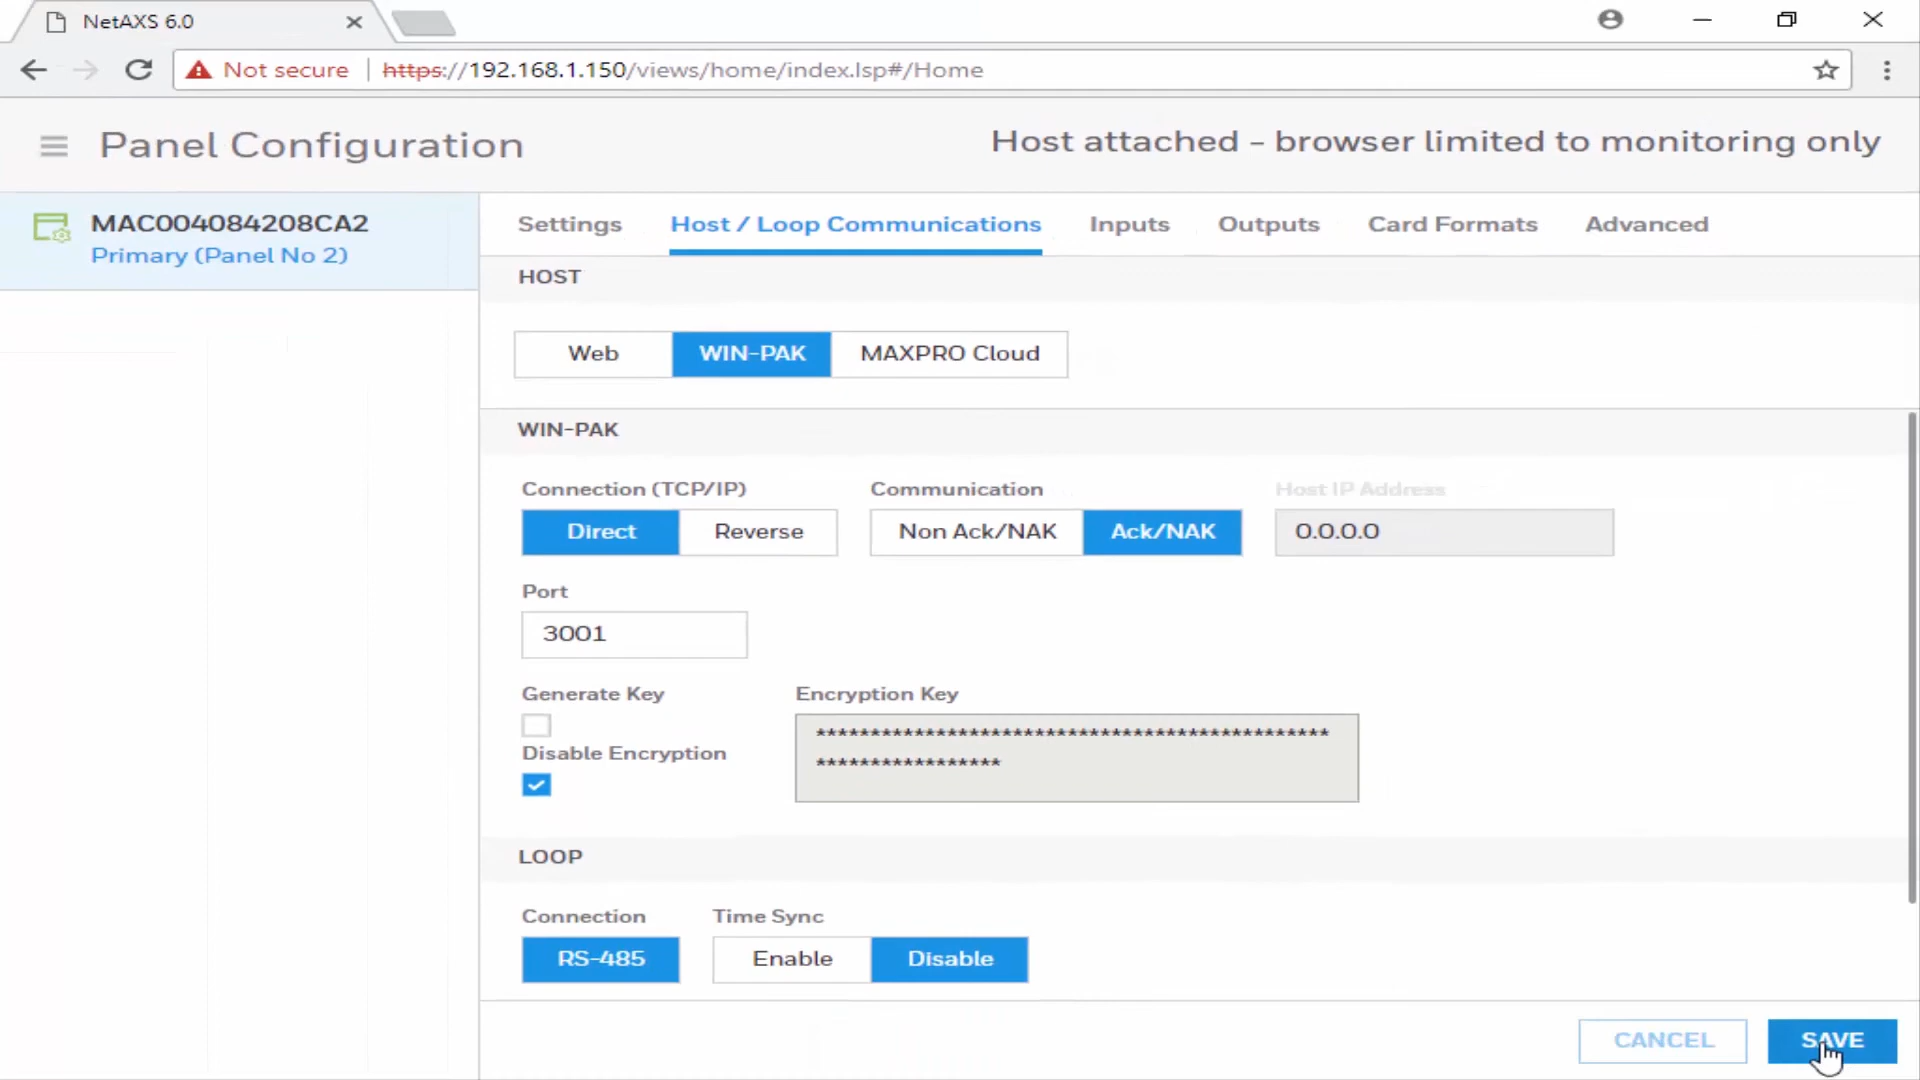 NetAXS 6.0
Not secure https://192.168.1.150/views/home/index.lsp#/Home
Panel Configuration
Host attached - browser limited to monitoring only
MAC004084208CA2
Primary (Panel No 2)
Settings Host / Loop Communications Inputs Outputs Card Formats Advanced
HOST
Web WIN-PAK MAXPRO Cloud
WIN-PAK
Connection (TCP/IP) Communication Host IP Address
Direct Reverse Non Ack/NAK Ack/NAK 0.0.0.0
Port
3001
Generate Key Encryption Key
***********************************************
Disable Encryption
*****************
LOOP
Connection Time Sync
RS-485 Enable Disable
CANCEL SAVE